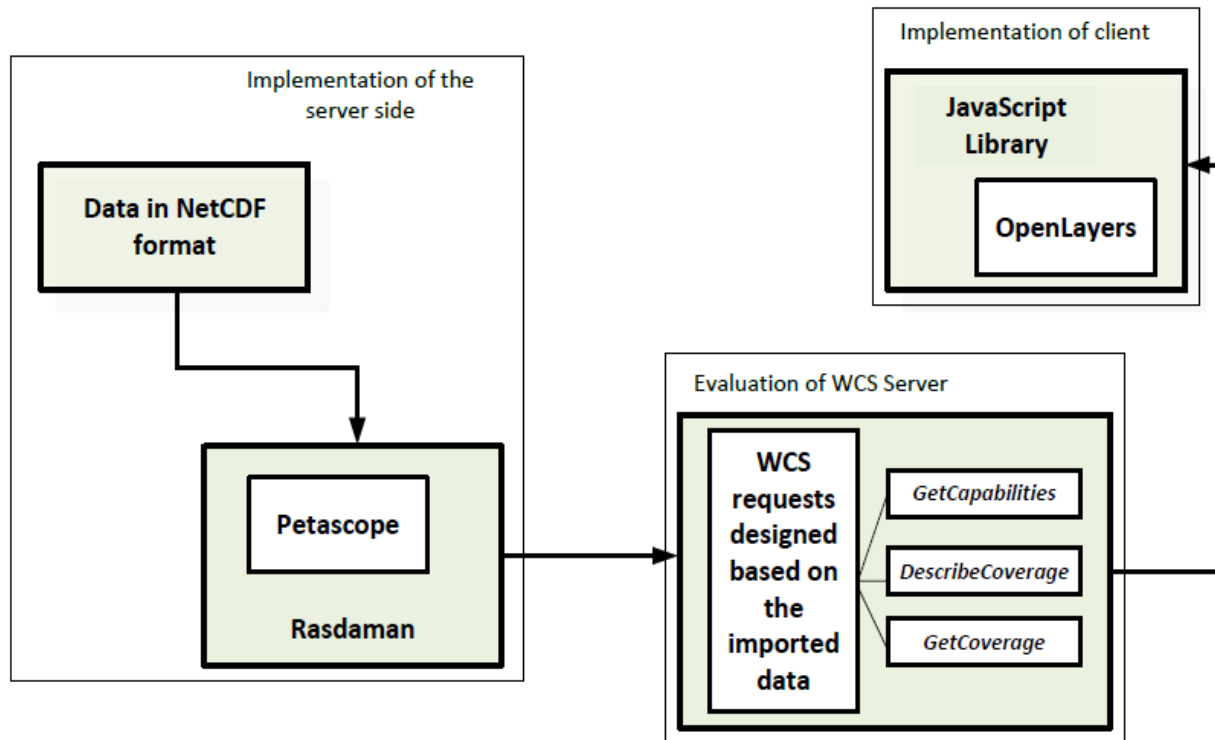 Implementation of the
server side
Data in NetCDF
format
Petascope
Rasdaman
Implementation of client
JavaScript
Library
OpenLayers
Evaluation of WCS Server
WCS
requests
designed
based on
the
imported
data
GetCapabilities
DescribeCoverage
GetCoverage